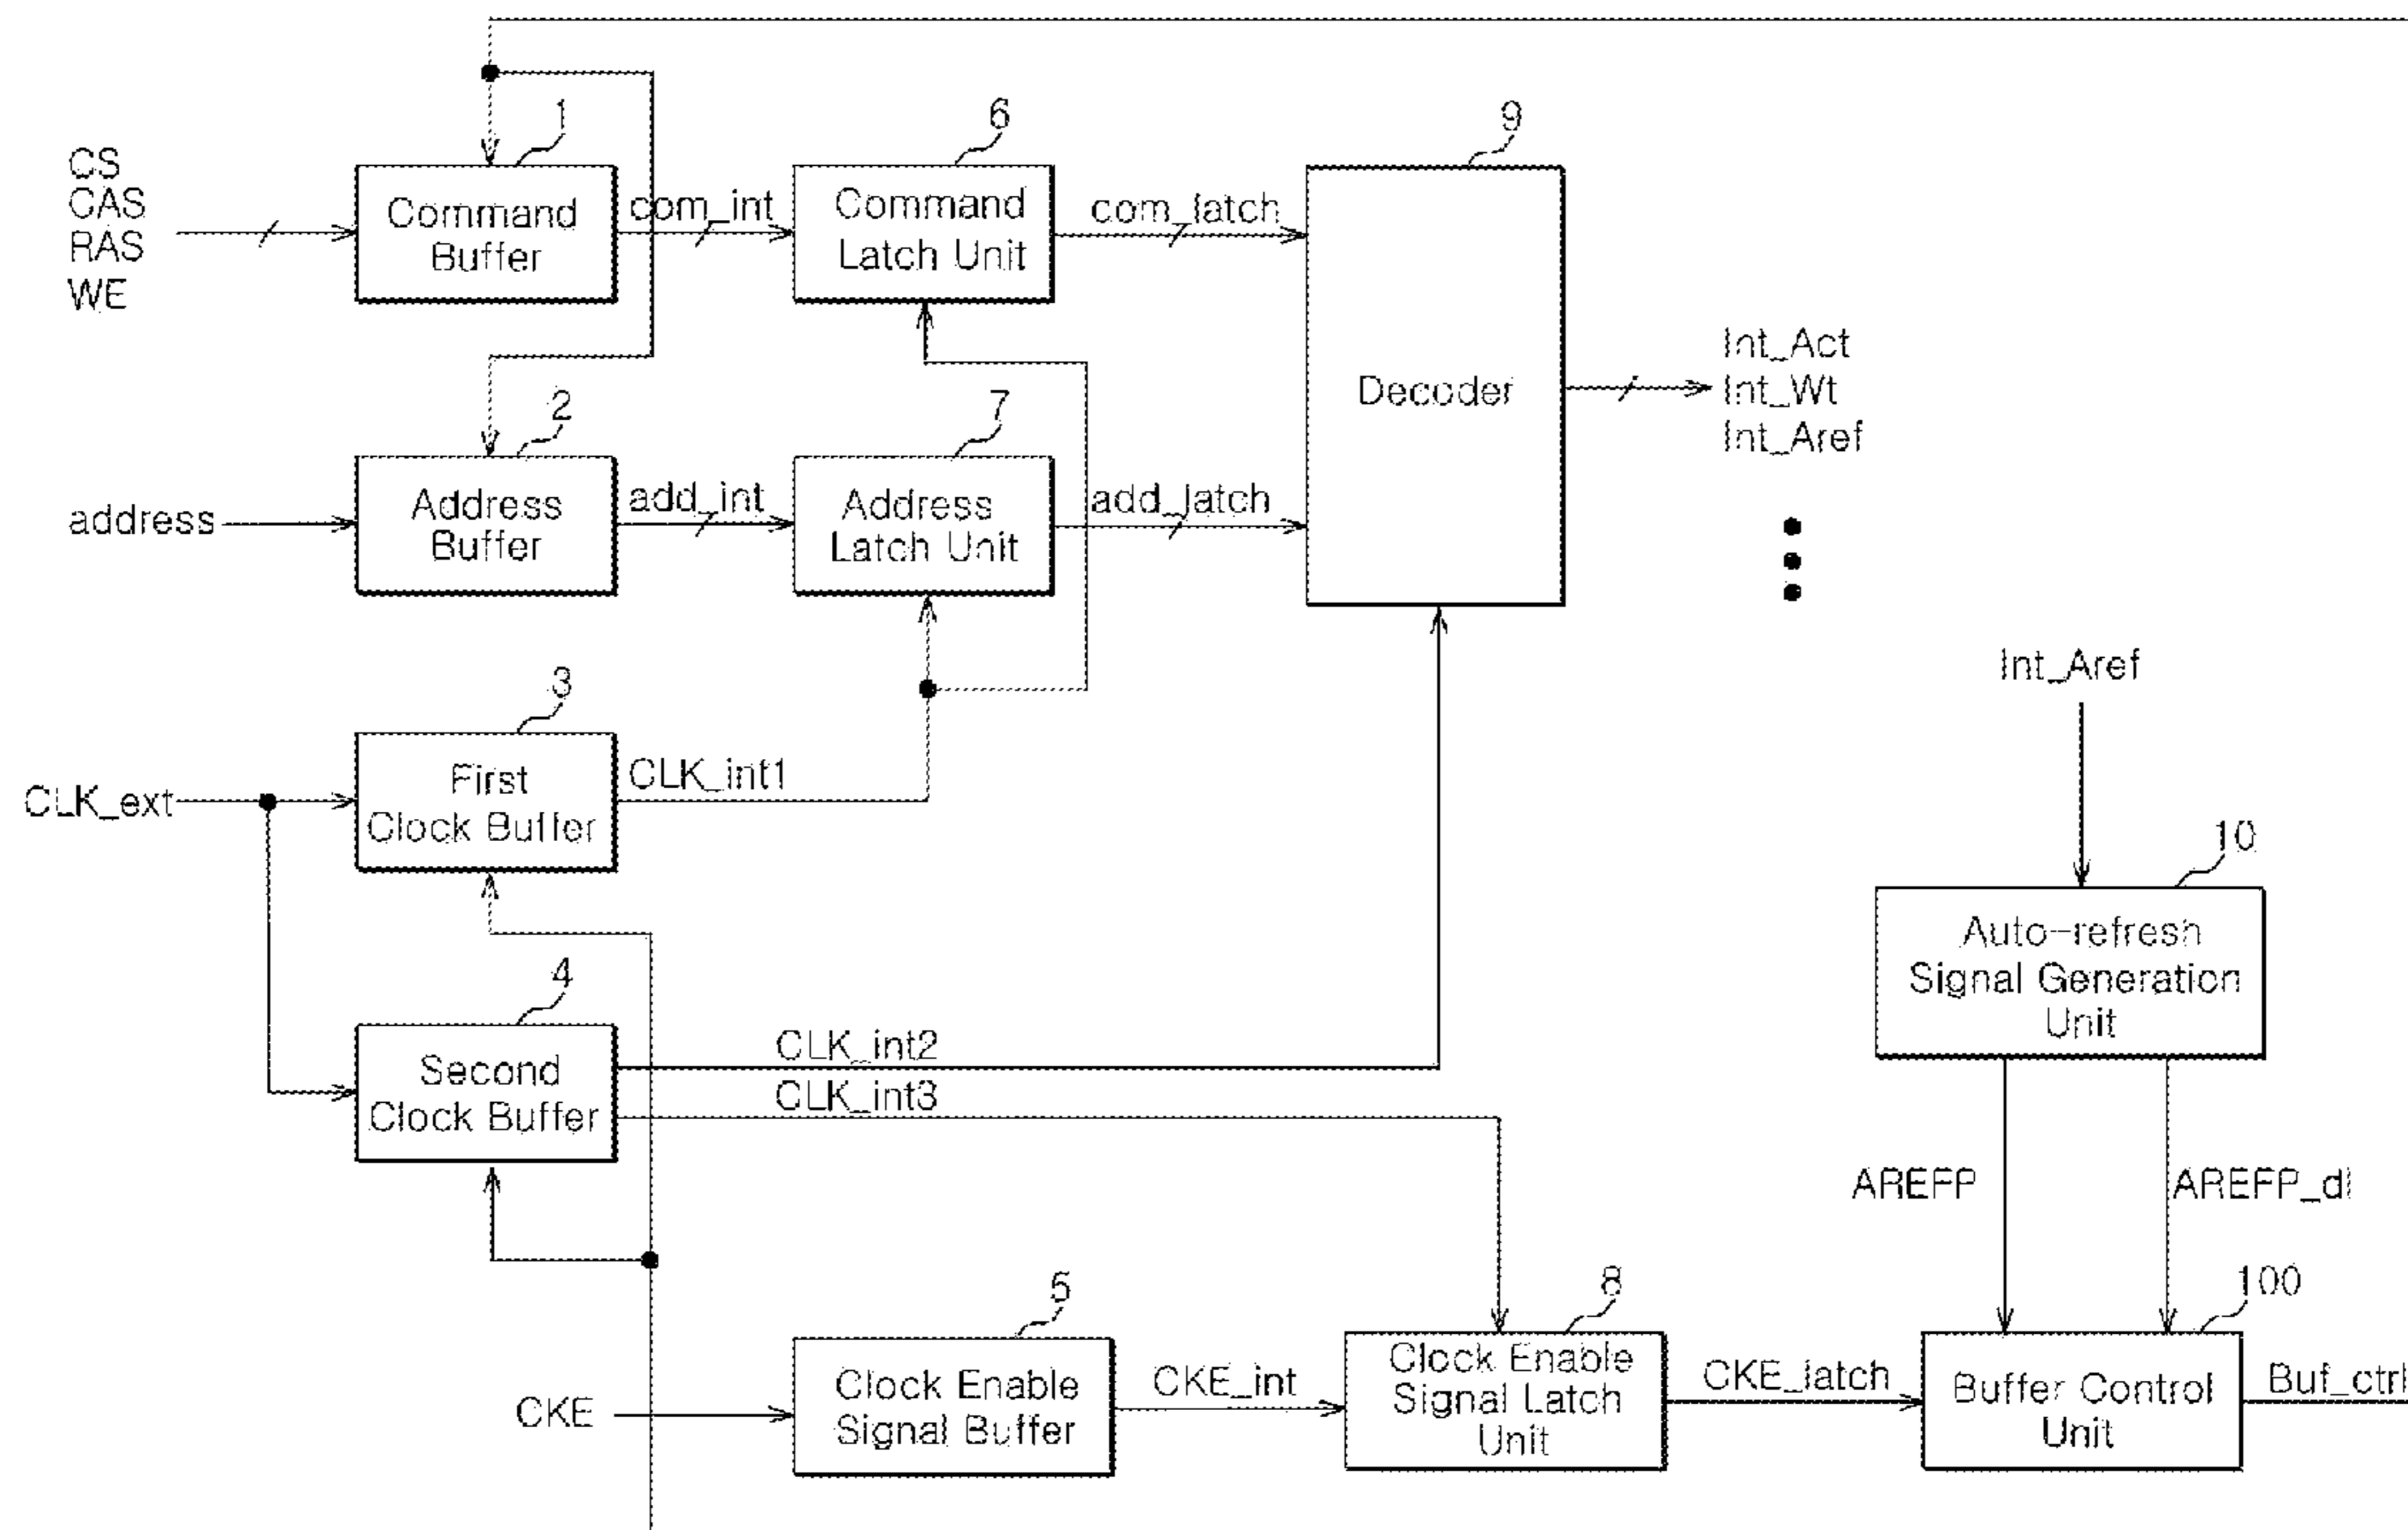 1
6
9
CS
CAS
RAS
WE
Command
Buffer
com_int
Command
Latch Unit
com_latch
Decoder
Int_Act
Int_Wt
Int_Aref
2
7
address
Address
Buffer
add_int
Address
Latch Unit
add_latch
3
CLK_ext
First
Clock Buffer
CLK_int1
Int_Aref
4
Second
Clock Buffer
CLK_int2
CLK_int3
10
Auto-refresh
Signal Generation
Unit
AREFP
AREFP_dl
5
8
100
CKE
Clock Enable
Signal Buffer
CKE_int
Clock Enable
Signal Latch
Unit
CKE_latch
Buffer Control
Unit
Buf_ctrl